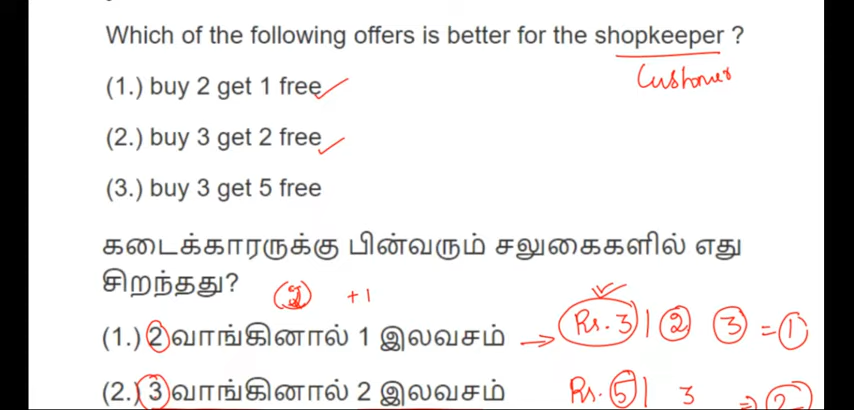 Which of the following offers is better for the shopkeeper ?
Customer
(1.) buy 2 get 1 free
(2.) buy 3 get 2 free
(3.) buy 3 get 5 free
கடைக்காரருக்கு பின்வரும் சலுகைகளில் எது
சிறந்தது?
+1
(1.) 2 வாங்கினால் 1 இலவசம் → Rs. 3 | 2 3 = 1
(2.) 3 வாங்கினால் 2 இலவசம் Rs. 5 | 3 ⇒ 2